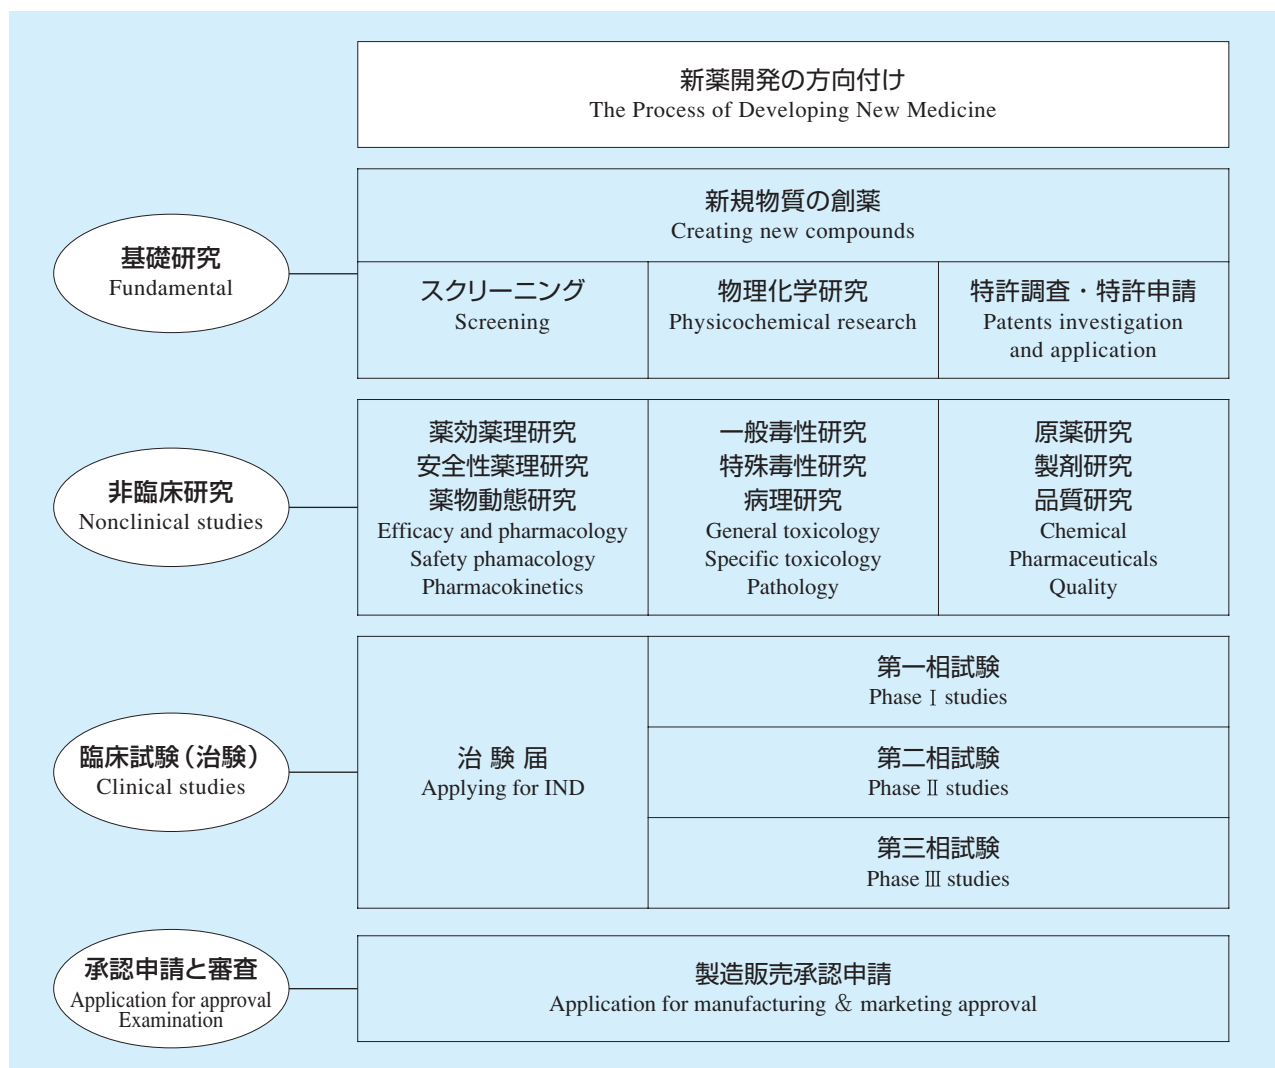 新薬開発の方向付け
The Process of Developing New Medicine
基礎研究
Fundamental
新規物質の創薬
Creating new compounds
スクリーニング
Screening
物理化学研究
Physicochemical research
特許調査・特許申請
Patents investigation
and application
非臨床研究
Nonclinical studies
薬効薬理研究
安全性薬理研究
薬物動態研究
Efficacy and pharmacology
Safety phamacology
Pharmacokinetics
一般毒性研究
特殊毒性研究
病理研究
General toxicology
Specific toxicology
Pathology
原薬研究
製剤研究
品質研究
Chemical
Pharmaceuticals
Quality
臨床試験（治験）
Clinical studies
治 験 届
Applying for IND
第一相試験
Phase Ⅰ studies
第二相試験
Phase Ⅱ studies
第三相試験
Phase Ⅲ studies
承認申請と審査
Application for approval
Examination
製造販売承認申請
Application for manufacturing ＆ marketing approval